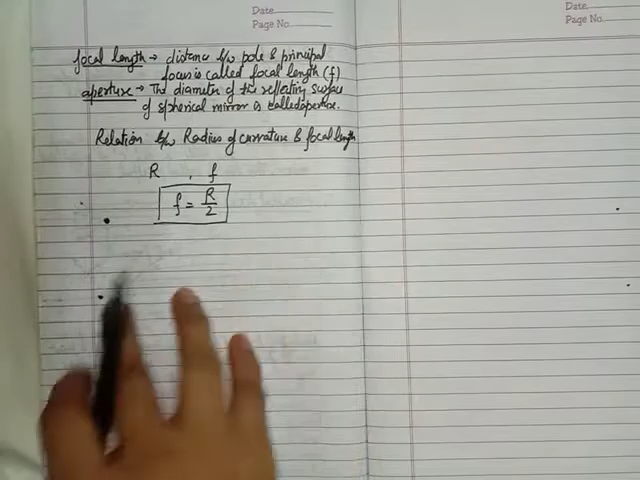 Date
Page No.
Date
Page No.
focal length → distance b/w pole & principal
focus is called focal length (f)
aperture → The diameter of the reflecting surface
of spherical mirror is called aperture.
Relation b/w Radius of curvature & focal length
R , f
f = R/2